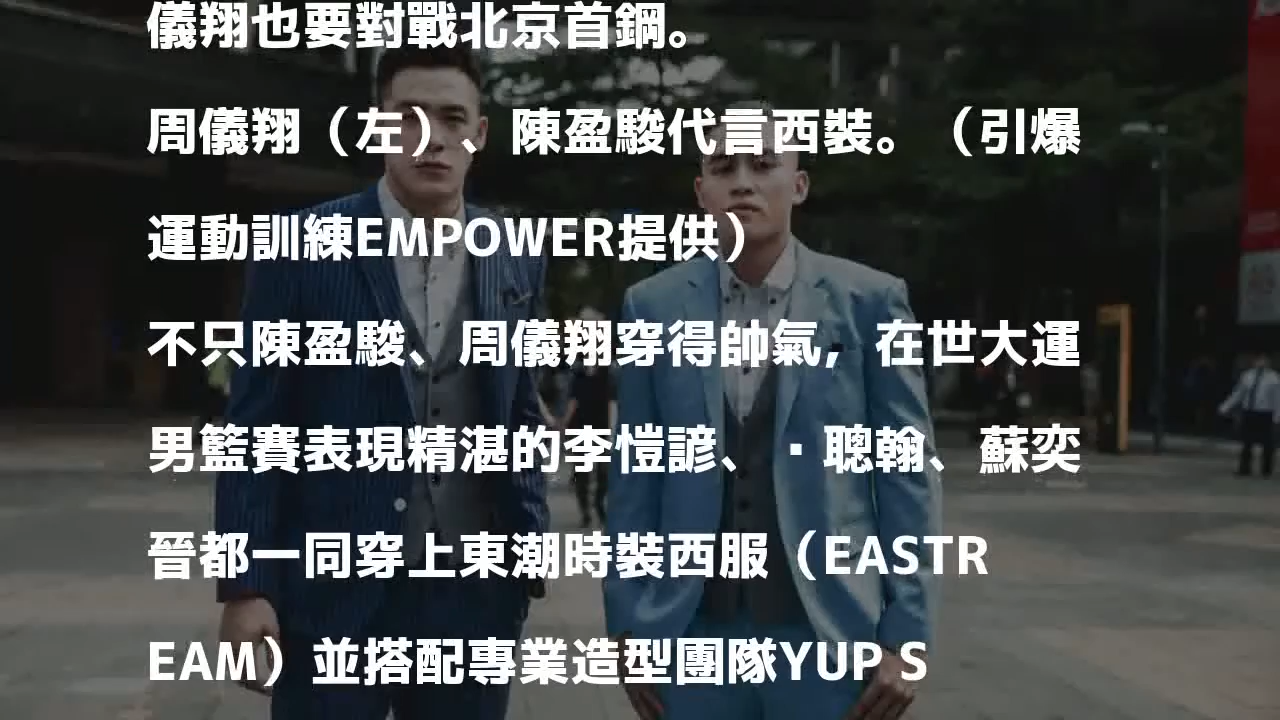 儀翔也要對戰北京首鋼。
周儀翔（左）、陳盈駿代言西裝。（引爆
運動訓練EMPOWER提供）
不只陳盈駿、周儀翔穿得帥氣，在世大運
男籃賽表現精湛的李愷諺、·聰翰、蘇奕
晉都一同穿上東潮時裝西服（EASTR
EAM）並搭配專業造型團隊YUP S